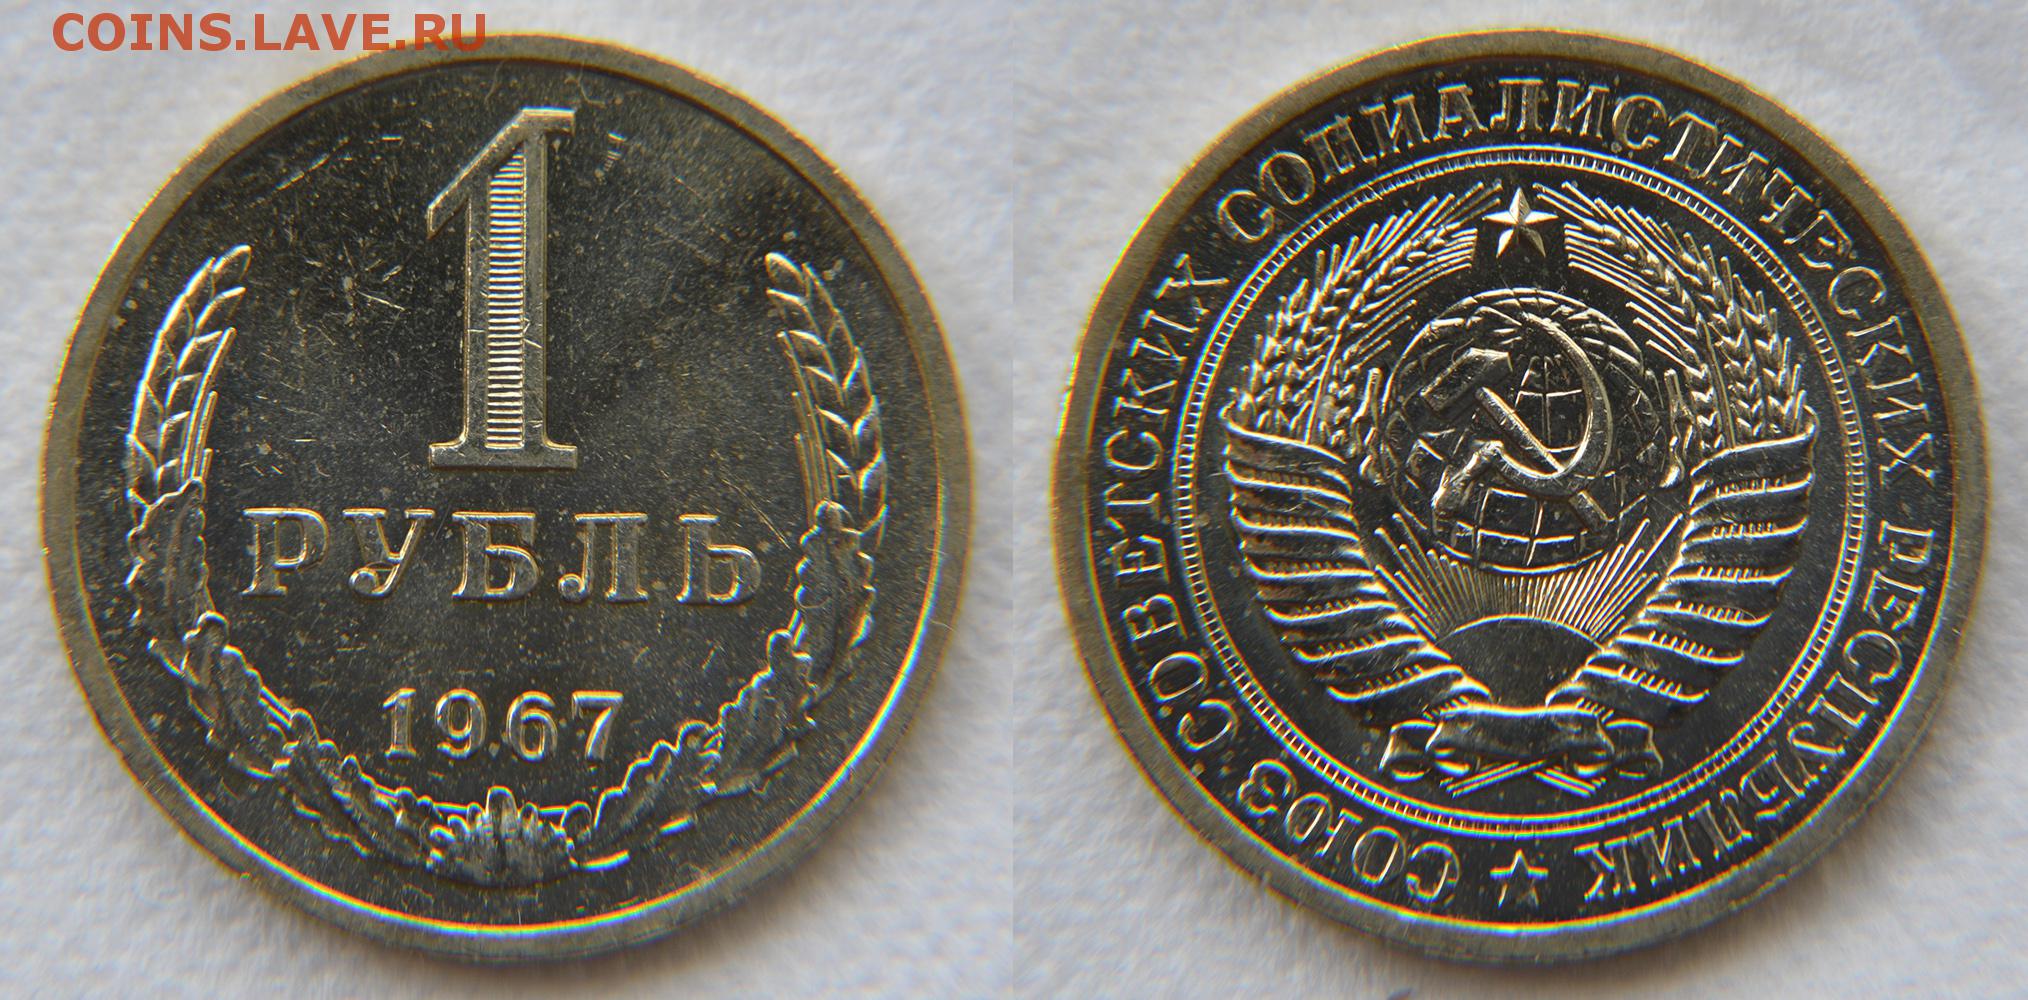 COINS.LAVE.RU
1
РУБЛЬ
1967
СОЮЗ СОВЕТСКИХ СОЦИАЛИСТИЧЕСКИХ РЕСПУБЛИК